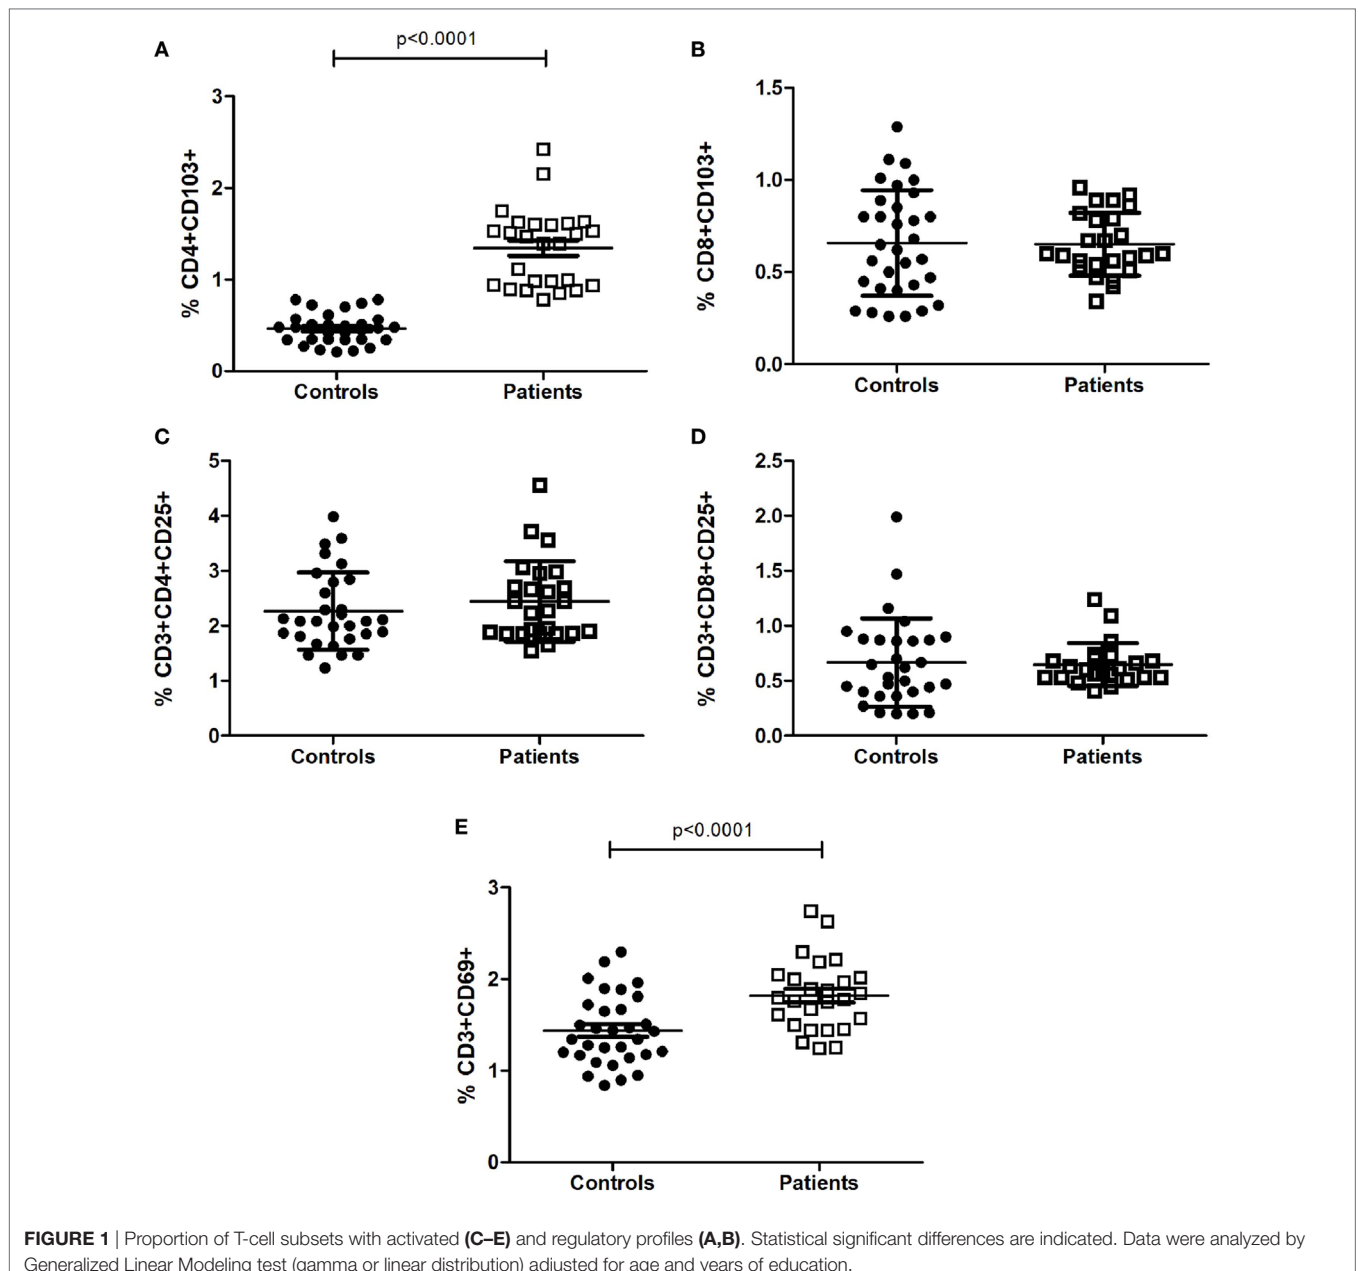 A
p<0.0001
% CD4+CD103+
3
2
1
0
Controls
Patients
B
% CD8+CD103+
1.5
1.0
0.5
0.0
Controls
Patients
C
% CD3+CD4+CD25+
5
4
3
2
1
0
Controls
Patients
D
% CD3+CD8+CD25+
2.5
2.0
1.5
1.0
0.5
0.0
Controls
Patients
E
p<0.0001
% CD3+CD69+
3
2
1
0
Controls
Patients
FIGURE 1 | Proportion of T-cell subsets with activated (C–E) and regulatory profiles (A,B). Statistical significant differences are indicated. Data were analyzed by
Generalized Linear Modeling test (gamma or linear distribution) adjusted for age and years of education.